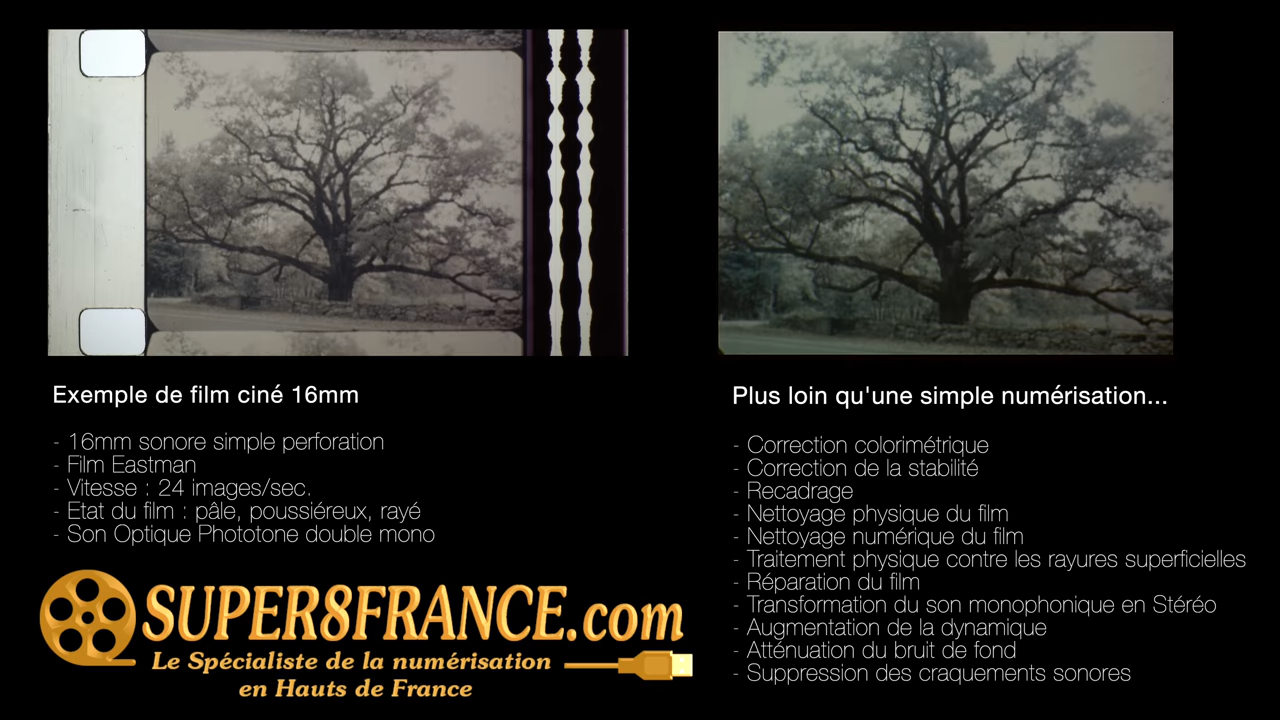 Exemple de film ciné 16mm
- 16mm sonore simple perforation
- Film Eastman
- Vitesse : 24 images/sec.
- Etat du film : pâle, poussiéreux, rayé
- Son Optique Phototone double mono
SUPER8FRANCE.com
Le Spécialiste de la numérisation
en Hauts de France
Plus loin qu'une simple numérisation...
- Correction colorimétrique
- Correction de la stabilité
- Recadrage
- Nettoyage physique du film
- Nettoyage numérique du film
- Traitement physique contre les rayures superficielles
- Réparation du film
- Transformation du son monophonique en Stéréo
- Augmentation de la dynamique
- Atténuation du bruit de fond
- Suppression des craquements sonores